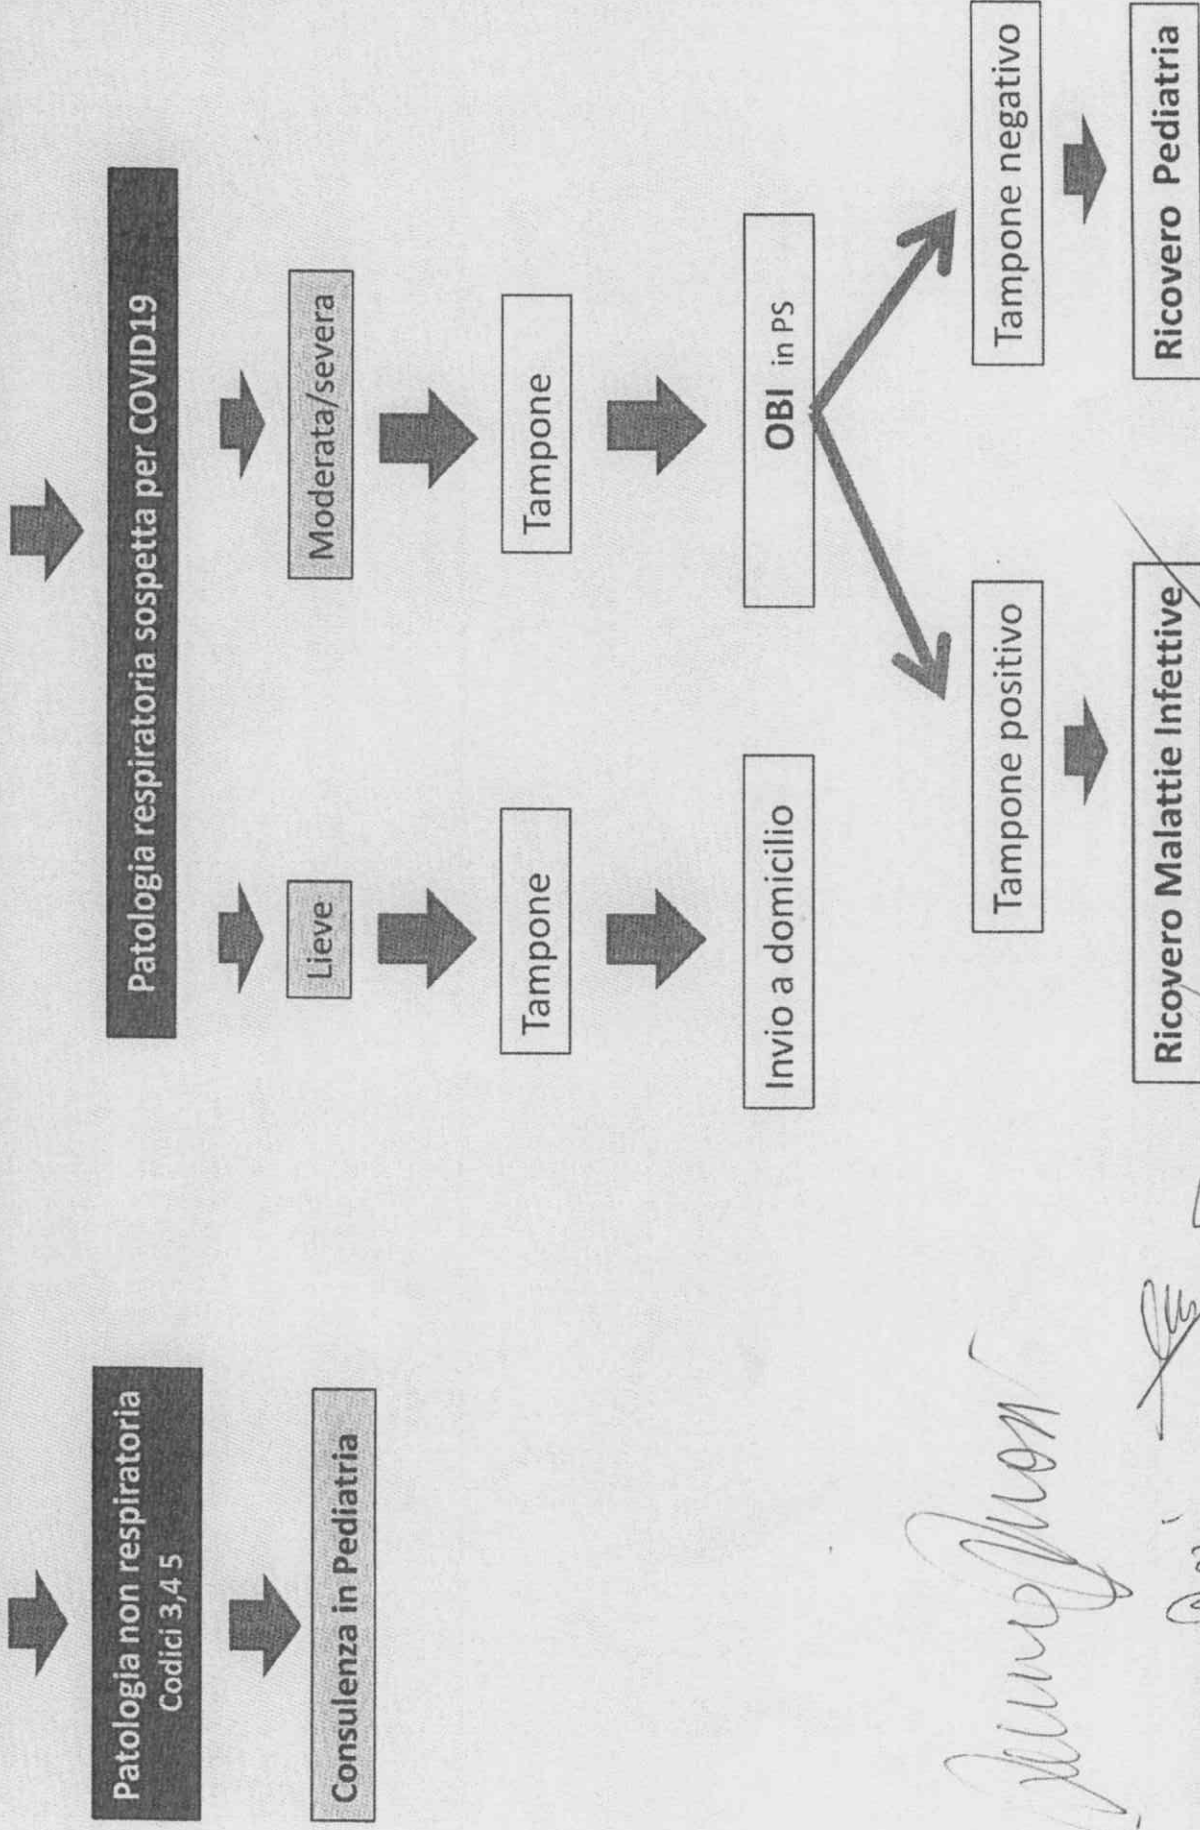 Patologia non respiratoria
Codici 3,4 5
Consulenza in Pediatria
Patologia respiratoria sospetta per COVID19
Lieve
Moderata/severa
Tampone
Tampone
Invio a domicilio
OBI in PS
Tampone positivo
Tampone negativo
Ricovero Malattie Infettive
Ricovero Pediatria